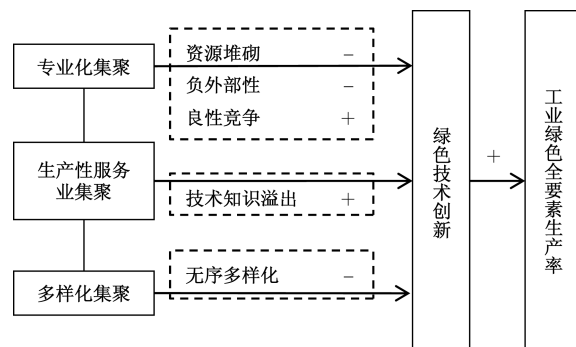 专业化集聚
资源堆砌 −
负外部性 −
良性竞争 +
生产性服务
业集聚
技术知识溢出 +
多样化集聚
无序多样化 −
绿色技术创新
+
工业绿色全要素生产率